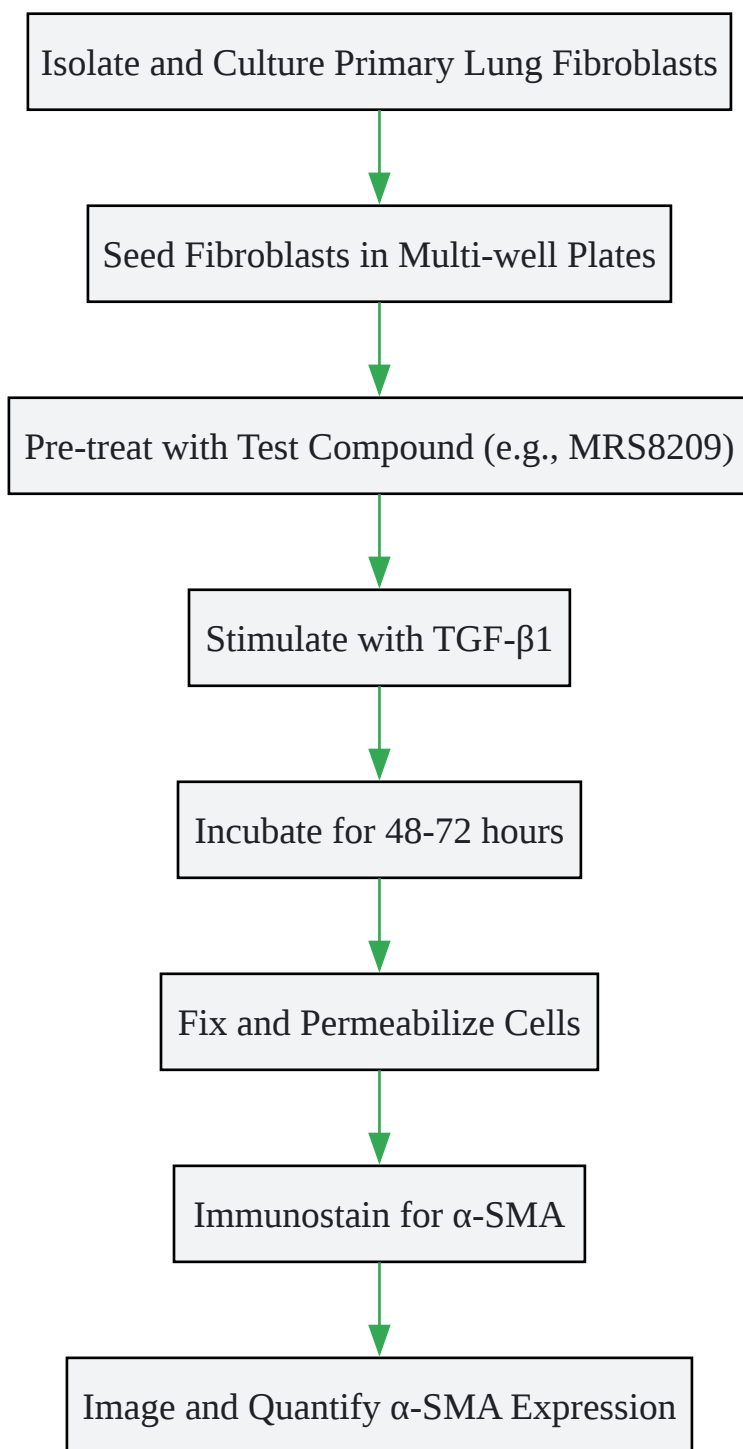 Isolate and Culture Primary Lung Fibroblasts
Seed Fibroblasts in Multi-well Plates
Pre-treat with Test Compound (e.g., MRS8209)
Stimulate with TGF-β1
Incubate for 48-72 hours
Fix and Permeabilize Cells
Immunostain for α-SMA
Image and Quantify α-SMA Expression